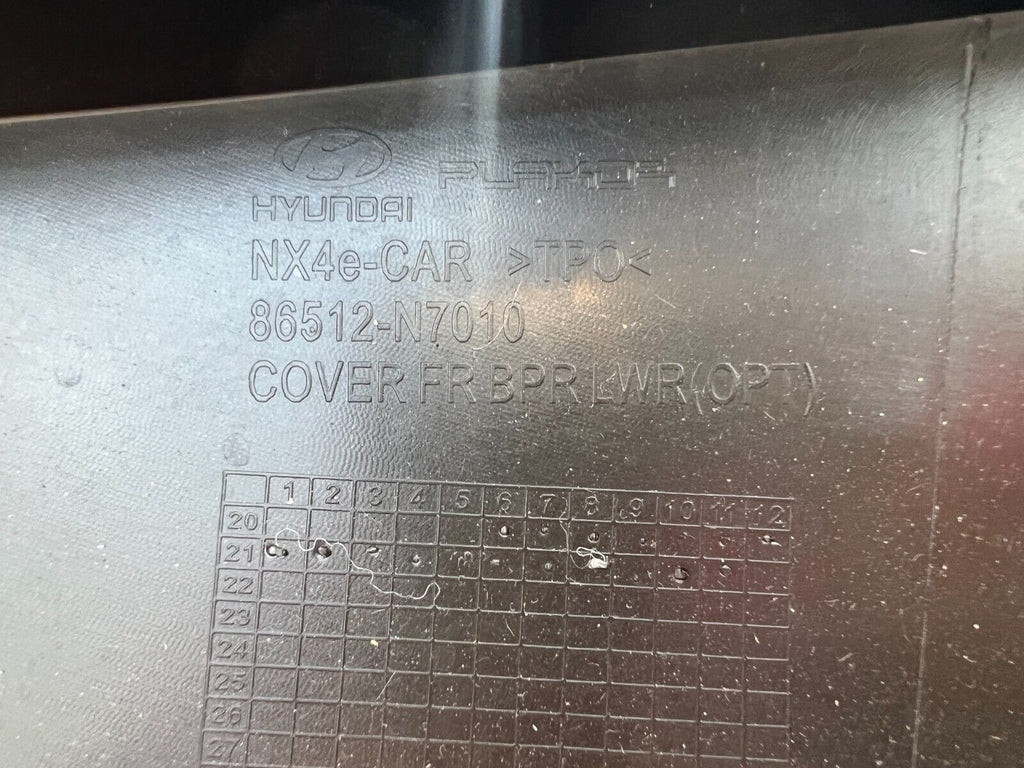 PLAKOR
HYUNDAI
NX4e-CAR >TPO<
86512-N7010
COVER FR BPR LWR(OPT)
1 2 3 4 5 6 7 8 9 10 11 12
20
21
22
23
24
25
26
27